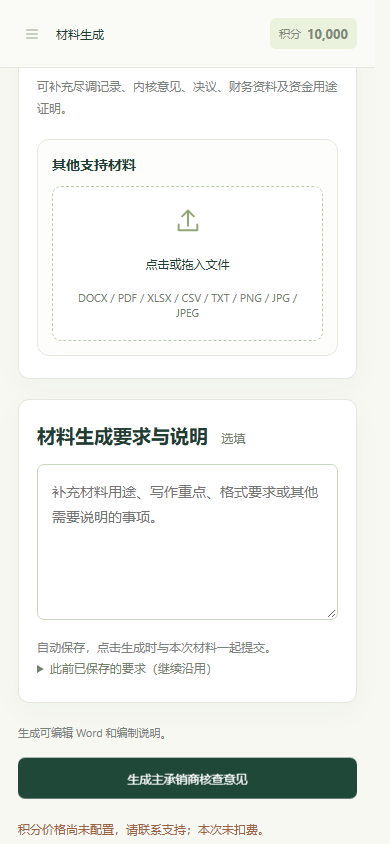 材料生成
积分 10,000
可补充尽调记录、内核意见、决议、财务资料及资金用途
证明。
其他支持材料
点击或拖入文件
DOCX / PDF / XLSX / CSV / TXT / PNG / JPG /
JPEG
材料生成要求与说明 选填
补充材料用途、写作重点、格式要求或其他
需要说明的事项。
自动保存，点击生成时与本次材料一起提交。
此前已保存的要求（继续沿用）
生成可编辑 Word 和编制说明。
生成主承销商核查意见
积分价格尚未配置，请联系支持；本次未扣费。